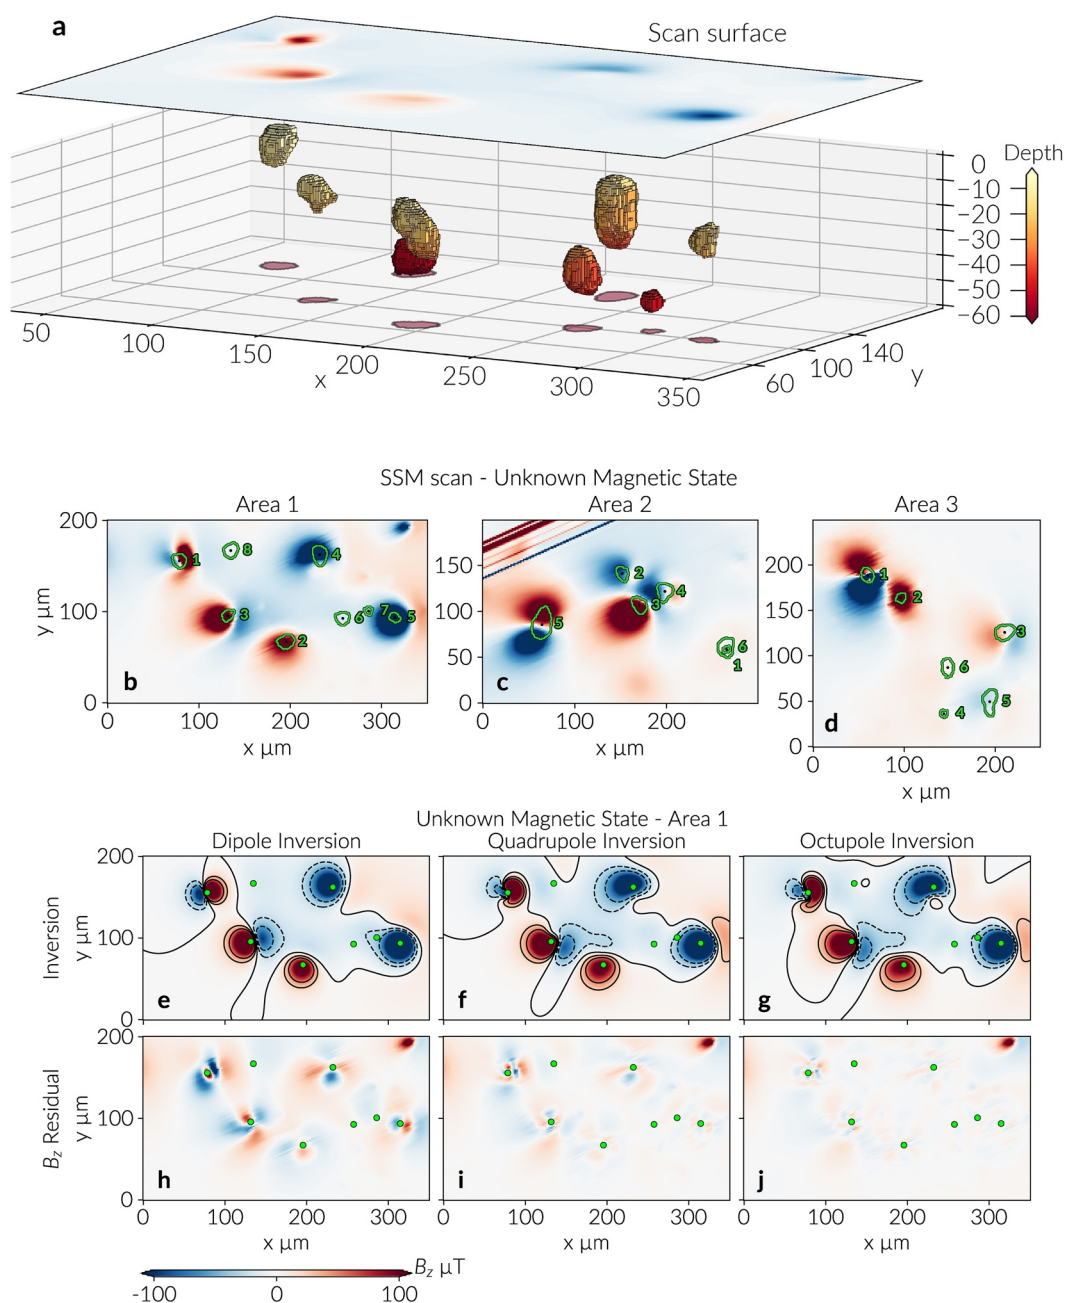 a
Scan surface
Depth
0
−10
−20
−30
−40
−50
−60
50
100
150
200
250
300
350
x
60
100
140
y
SSM scan - Unknown Magnetic State
Area 1
Area 2
Area 3
200
100
0
y µm
1
8
4
3
7
6
5
2
b
0
100
200
300
x µm
150
100
50
0
2
4
3
5
6
1
c
0
100
200
x µm
200
150
100
50
0
1
2
3
6
5
4
d
0
100
200
x µm
Unknown Magnetic State - Area 1
Dipole Inversion
Quadrupole Inversion
Octupole Inversion
Inversion
y µm
200
100
0
e
f
g
Bz Residual
y µm
200
100
0
h
i
j
0
100
200
300
0
100
200
300
0
100
200
300
x µm
x µm
x µm
Bz µT
-100
0
100